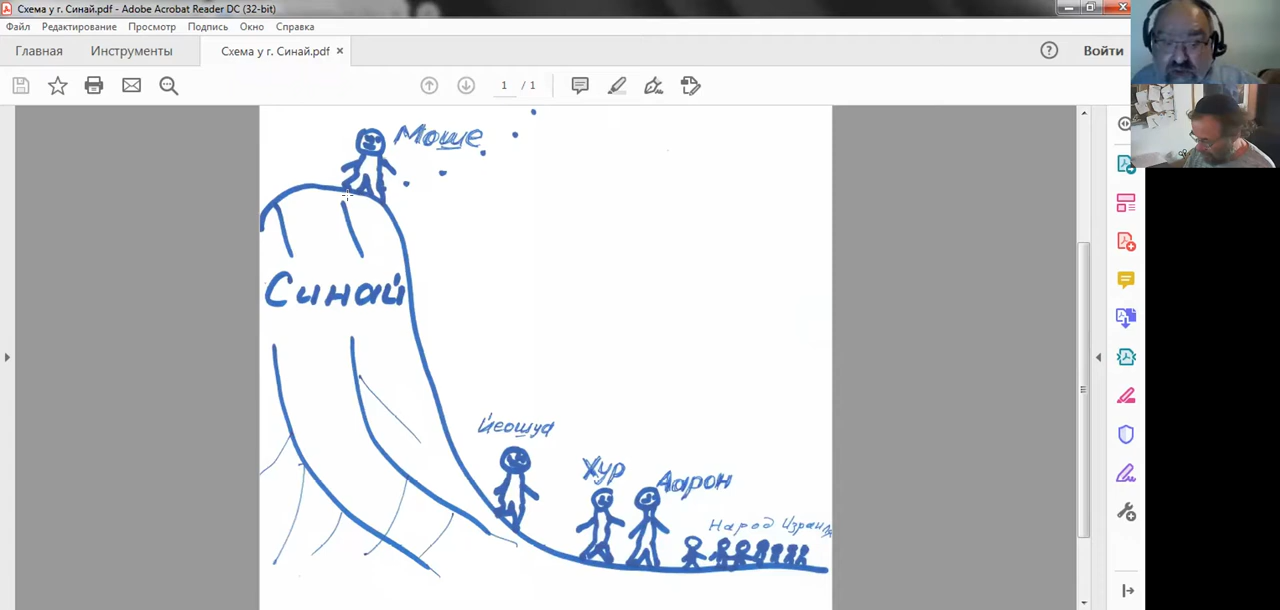 Схема у г. Синай.pdf - Adobe Acrobat Reader DC (32-bit)
Файл Редактирование Просмотр Подпись Окно Справка
Главная Инструменты Схема у г. Синай.pdf × Войти
1 / 1
Моше
Синай
Йеошуа
Хур
Аарон
Народ Израиля